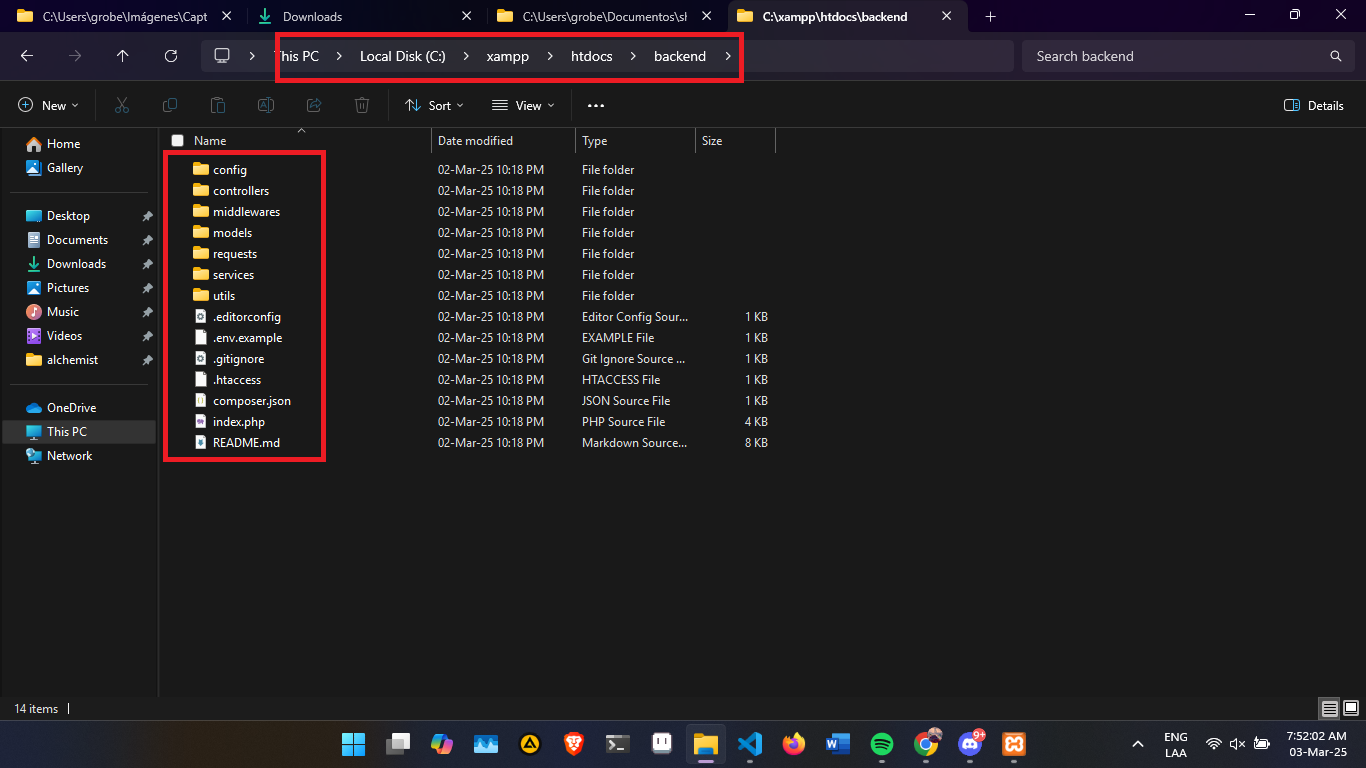 C:\Users\grobe\Imágenes\Capt
Downloads
C:\Users\grobe\Documentos\sl
C:\xampp\htdocs\backend
This PC > Local Disk (C:) > xampp > htdocs > backend >
Search backend
New
Sort
View
Details
Name Date modified Type Size
Home
Gallery
Desktop
Documents
Downloads
Pictures
Music
Videos
alchemist
OneDrive
This PC
Network
config 02-Mar-25 10:18 PM File folder
controllers 02-Mar-25 10:18 PM File folder
middlewares 02-Mar-25 10:18 PM File folder
models 02-Mar-25 10:18 PM File folder
requests 02-Mar-25 10:18 PM File folder
services 02-Mar-25 10:18 PM File folder
utils 02-Mar-25 10:18 PM File folder
.editorconfig 02-Mar-25 10:18 PM Editor Config Sour... 1 KB
.env.example 02-Mar-25 10:18 PM EXAMPLE File 1 KB
.gitignore 02-Mar-25 10:18 PM Git Ignore Source ... 1 KB
.htaccess 02-Mar-25 10:18 PM HTACCESS File 1 KB
composer.json 02-Mar-25 10:18 PM JSON Source File 1 KB
index.php 02-Mar-25 10:18 PM PHP Source File 4 KB
README.md 02-Mar-25 10:18 PM Markdown Source... 8 KB
14 items
9+
ENG
LAA
7:52:02 AM
03-Mar-25